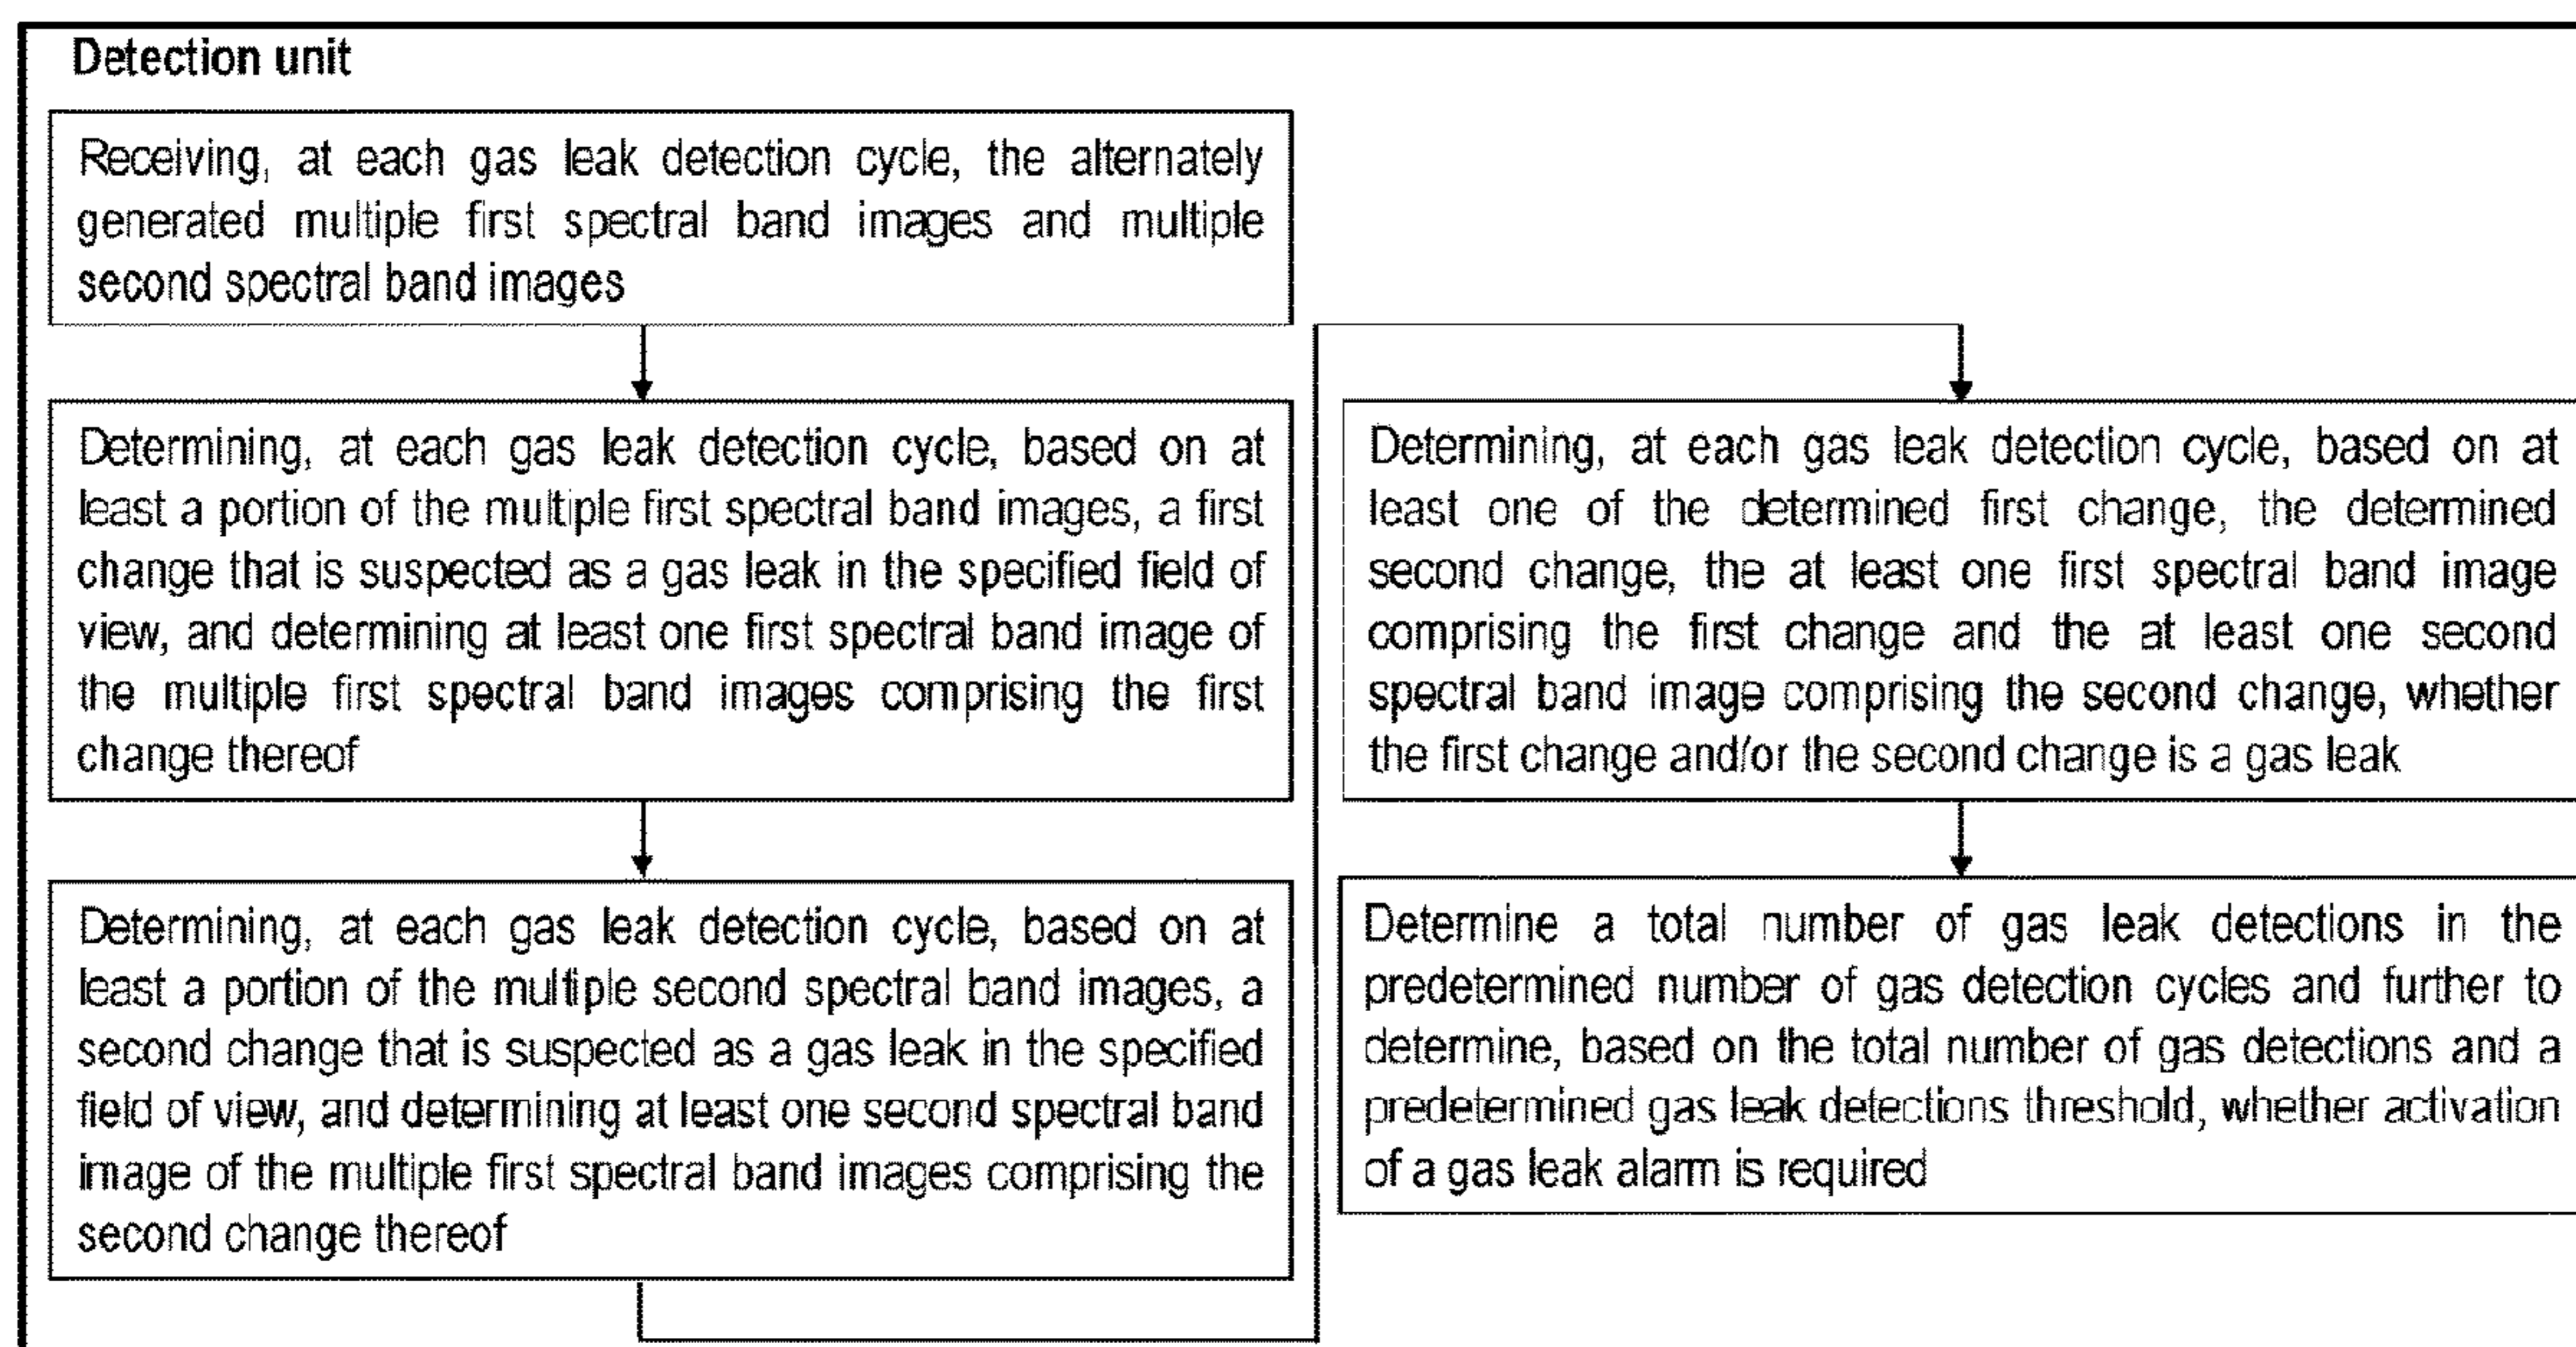 Detection unit
Receiving, at each gas leak detection cycle, the alternately
generated multiple first spectral band images and multiple
second spectral band images
Determining, at each gas leak detection cycle, based on at
least a portion of the multiple first spectral band images, a first
change that is suspected as a gas leak in the specified field of
view, and determining at least one first spectral band image of
the multiple first spectral band images comprising the first
change thereof
Determining, at each gas leak detection cycle, based on at
least a portion of the multiple second spectral band images, a
second change that is suspected as a gas leak in the specified
field of view, and determining at least one second spectral band
image of the multiple first spectral band images comprising the
second change thereof
Determining, at each gas leak detection cycle, based on at
least one of the determined first change, the determined
second change, the at least one first spectral band image
comprising the first change and the at least one second
spectral band image comprising the second change, whether
the first change and/or the second change is a gas leak
Determine a total number of gas leak detections in the
predetermined number of gas detection cycles and further to
determine, based on the total number of gas detections and a
predetermined gas leak detections threshold, whether activation
of a gas leak alarm is required